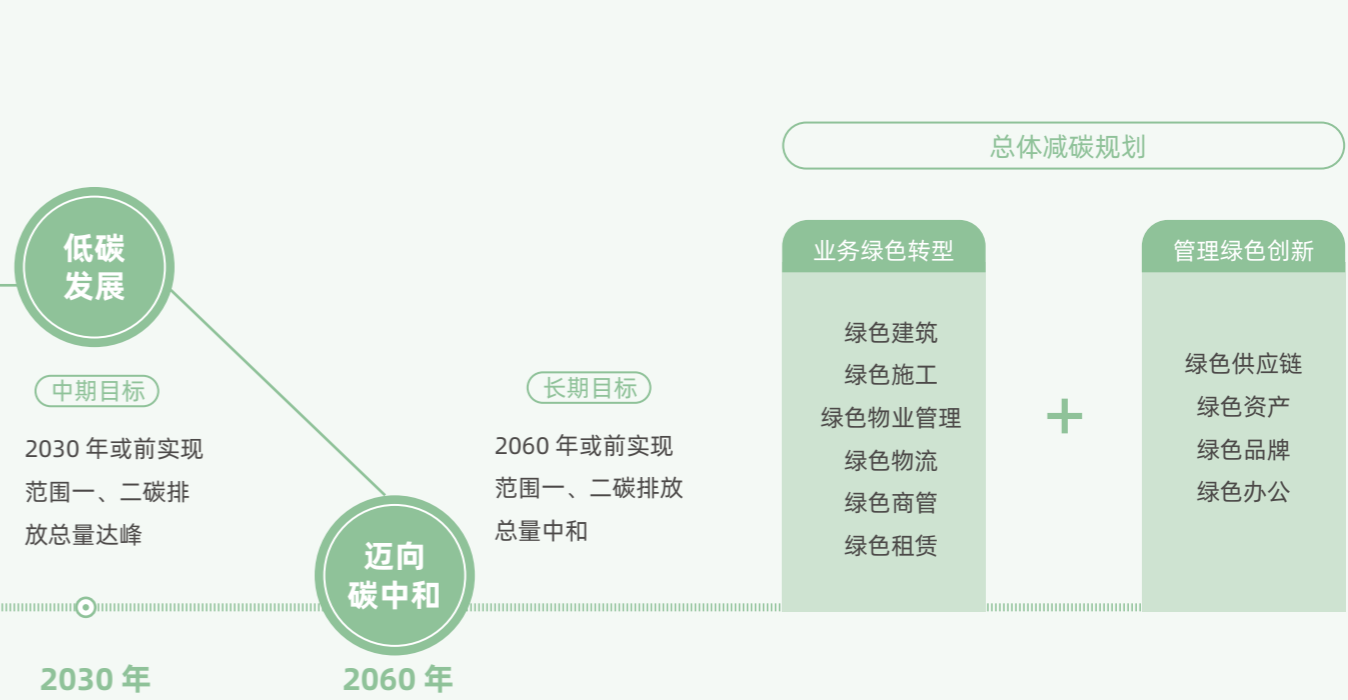 总体减碳规划
低碳
发展
中期目标
2030 年或前实现
范围一、二碳排
放总量达峰
2030 年
迈向
碳中和
2060 年
长期目标
2060 年或前实现
范围一、二碳排放
总量中和
业务绿色转型
绿色建筑
绿色施工
绿色物业管理
绿色物流
绿色商管
绿色租赁
+
管理绿色创新
绿色供应链
绿色资产
绿色品牌
绿色办公